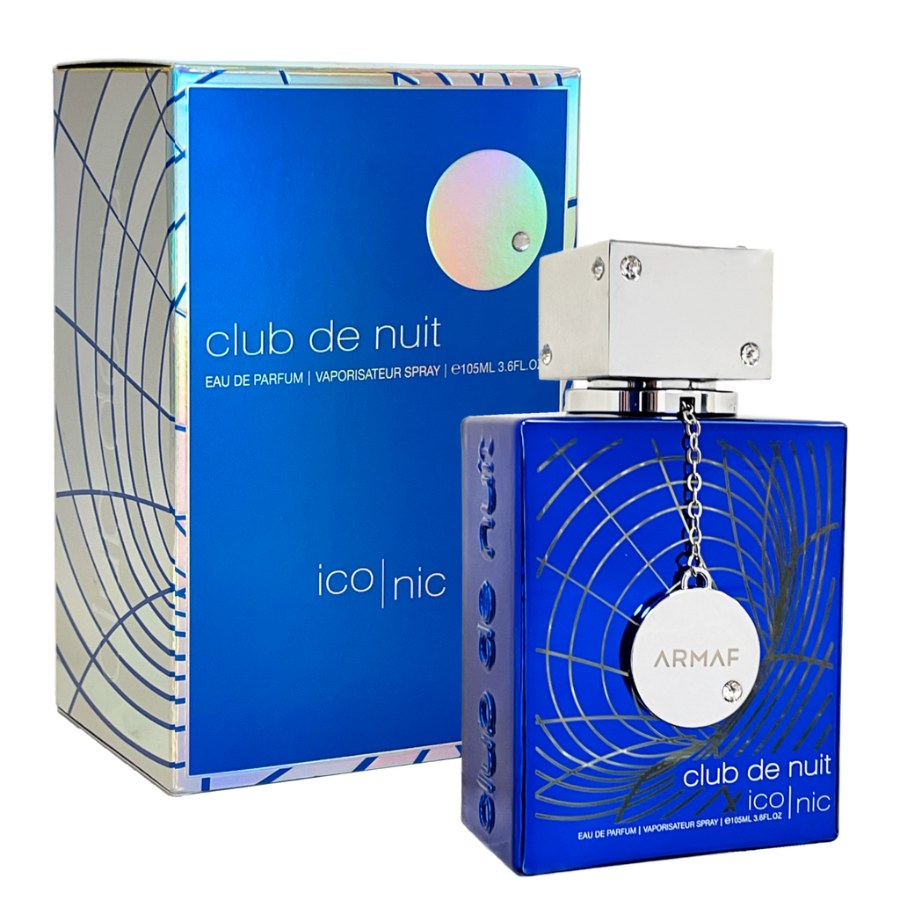 club de nuit
EAU DE PARFUM | VAPORISATEUR SPRAY | ℮105ML 3.6FL.OZ
ico|nic
club de nuit
ARMAF
club de nuit
ico|nic
EAU DE PARFUM | VAPORISATEUR SPRAY | ℮105ML 3.6FL.OZ